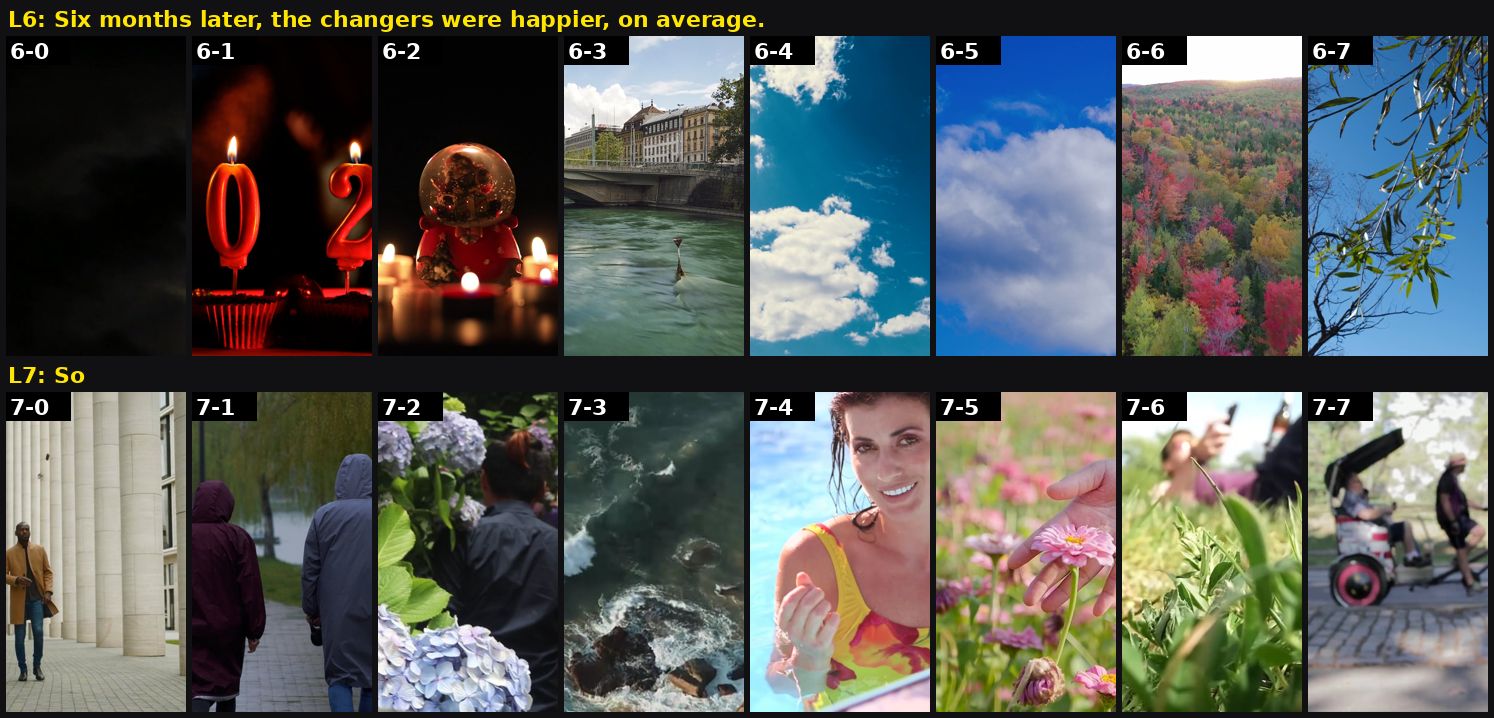 L6: Six months later, the changers were happier, on average.
6-0 6-1 6-2 6-3 6-4 6-5 6-6 6-7
0 2
L7: So
7-0 7-1 7-2 7-3 7-4 7-5 7-6 7-7